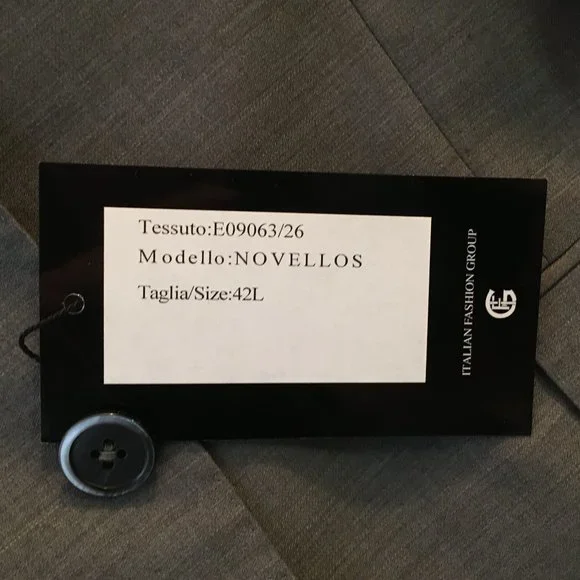 Tessuto:E09063/26
Modello:NOVELLOS
Taglia/Size:42L
ITALIAN FASHION GROUP